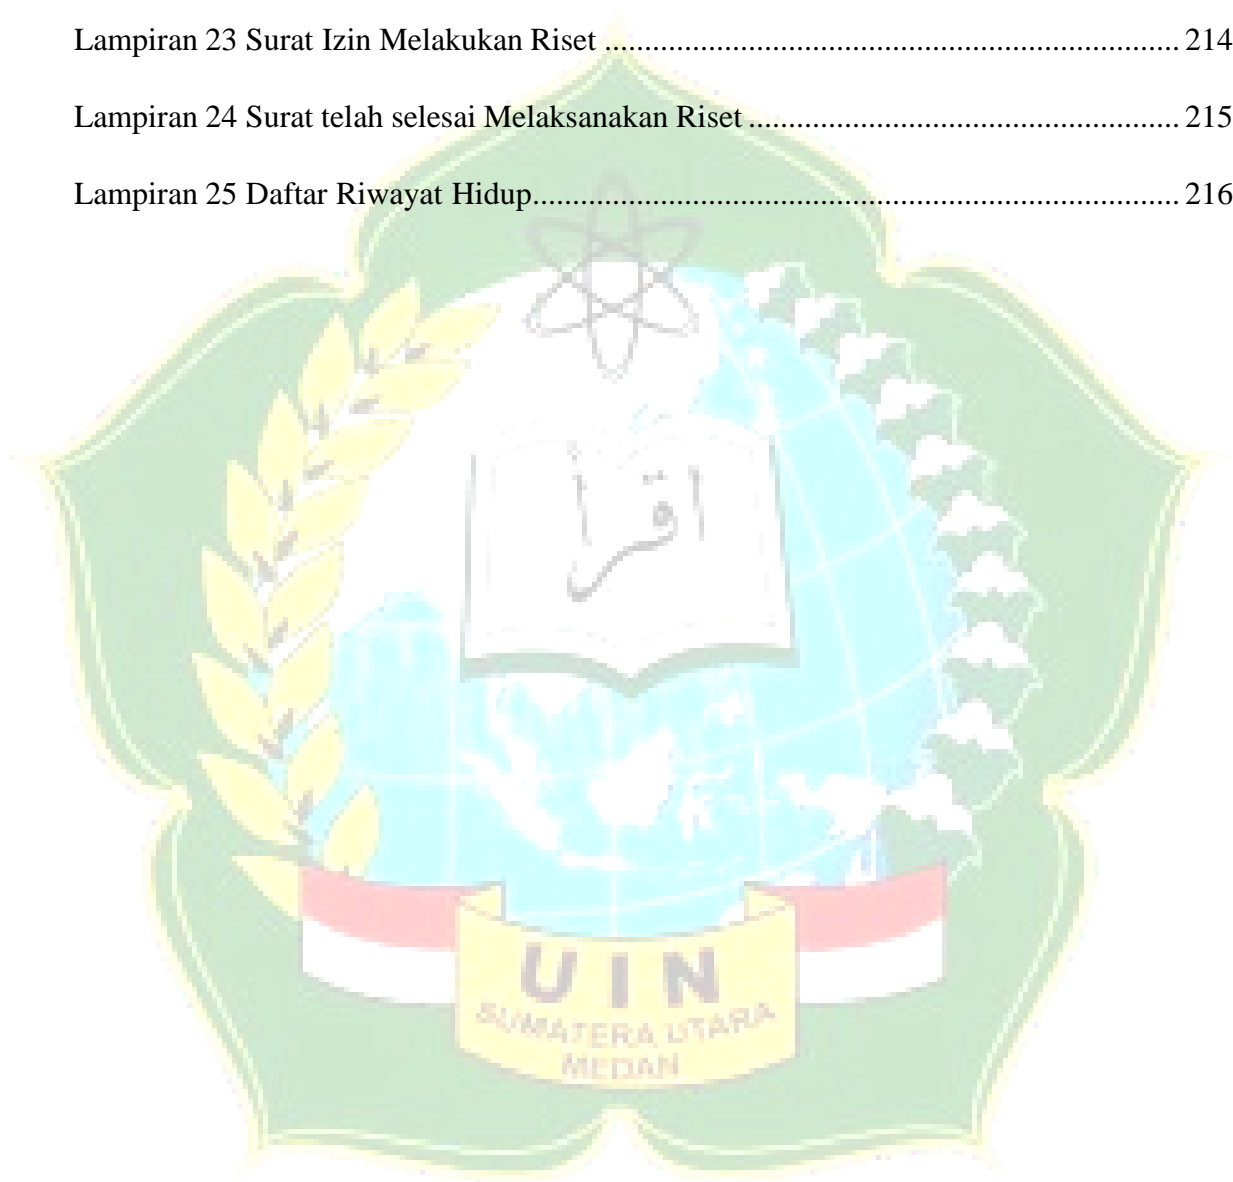 Lampiran 23 Surat Izin Melakukan Riset ........................................................................ 214
Lampiran 24 Surat telah selesai Melaksanakan Riset ...................................................... 215
Lampiran 25 Daftar Riwayat Hidup................................................................................. 216
اقرأ
UIN
SUMATERA UTARA
MEDAN